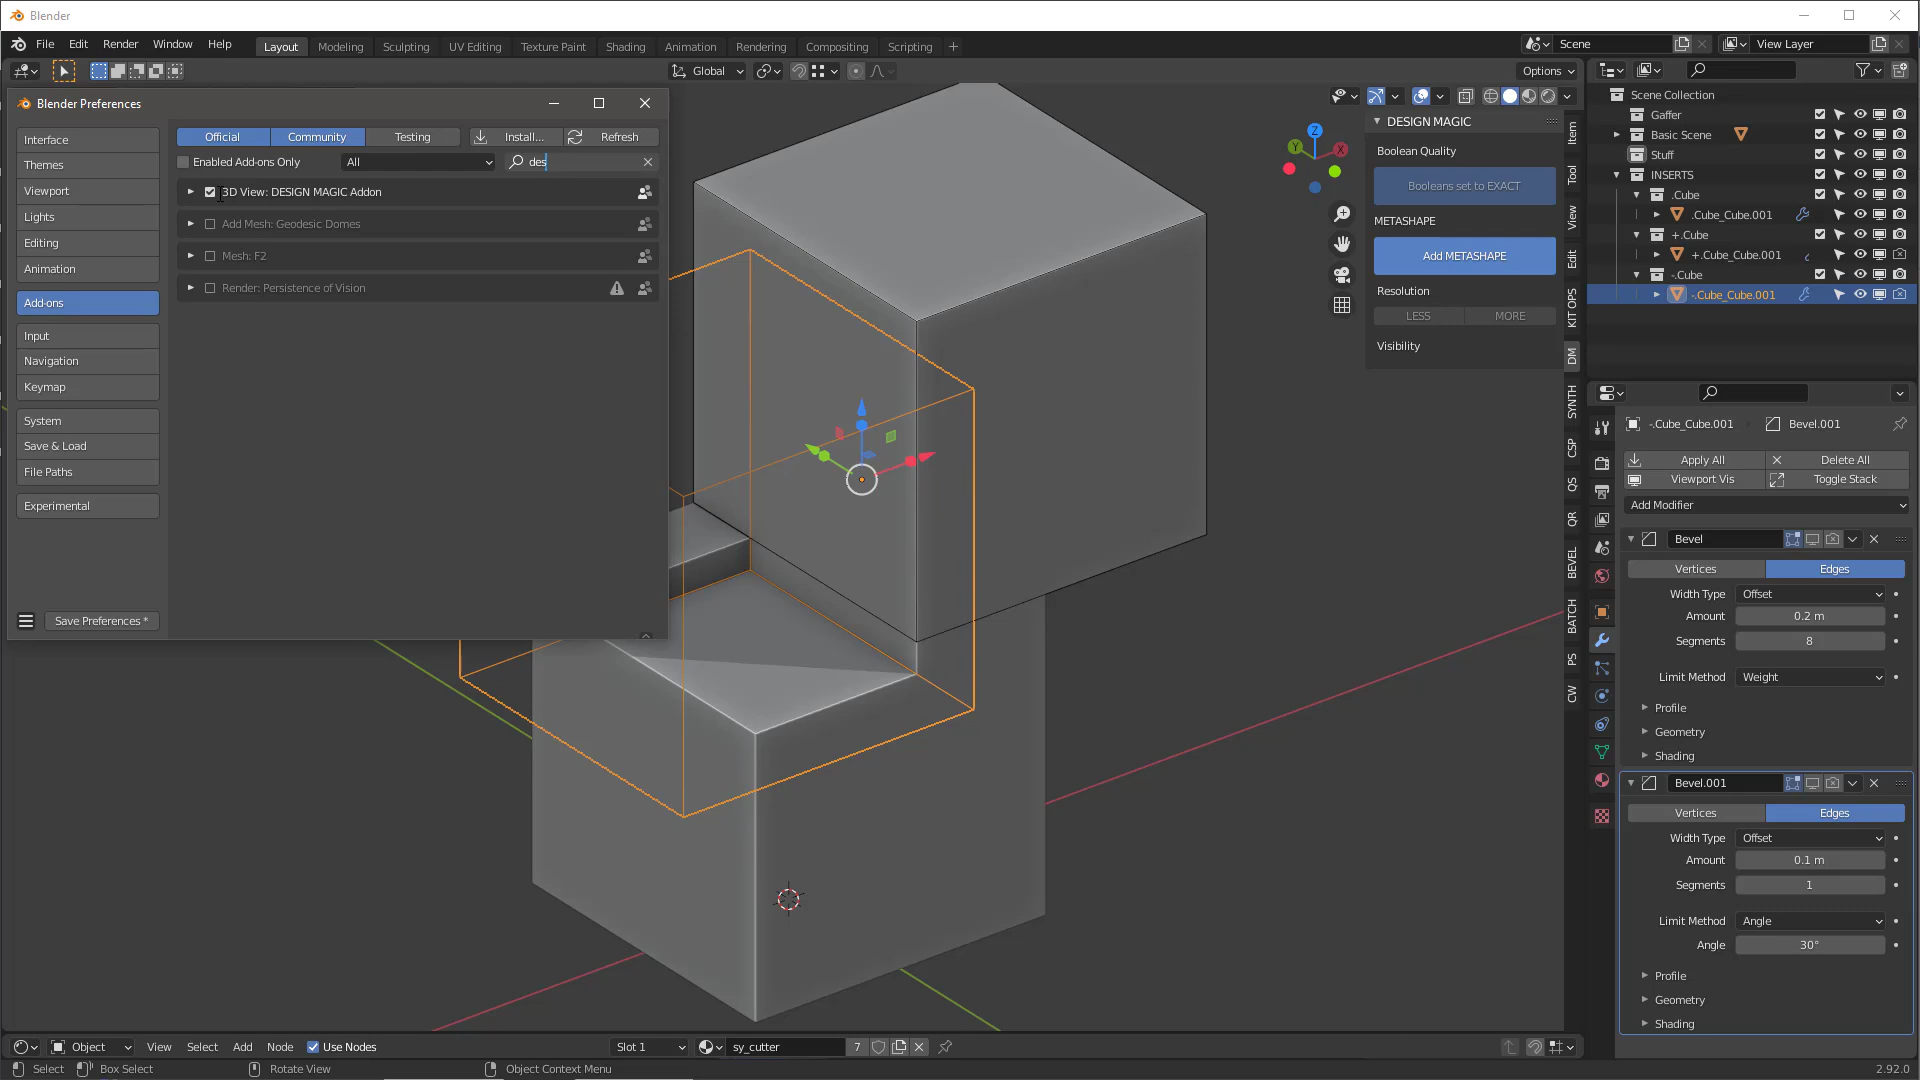 Blender
File Edit Render Window Help Layout Modeling Sculpting UV Editing Texture Paint Shading Animation Rendering Compositing Scripting + Scene View Layer
Global Options
Blender Preferences
Interface
Themes
Viewport
Lights
Editing
Animation
Add-ons
Input
Navigation
Keymap
System
Save & Load
File Paths
Experimental
Save Preferences *
Official Community Testing Install... Refresh
Enabled Add-ons Only All des
3D View: DESIGN MAGIC Addon
Add Mesh: Geodesic Domes
Mesh: F2
Render: Persistence of Vision
Z
Y
X
DESIGN MAGIC
Boolean Quality
Booleans set to EXACT
METASHAPE
Add METASHAPE
Resolution
LESS MORE
Visibility
Item
Tool
View
Edit
KIT OPS
DM
SYNTH
CSP
QS
QR
BEVEL
BATCH
PS
CW
Scene Collection
Gaffer
Basic Scene
Stuff
INSERTS
.Cube
.Cube_Cube.001
+.Cube
+.Cube_Cube.001
-.Cube
-.Cube_Cube.001
-.Cube_Cube.001 Bevel.001
Apply All Delete All
Viewport Vis Toggle Stack
Add Modifier
Bevel
Vertices Edges
Width Type Offset
Amount 0.2 m
Segments 8
Limit Method Weight
Profile
Geometry
Shading
Bevel.001
Vertices Edges
Width Type Offset
Amount 0.1 m
Segments 1
Limit Method Angle
Angle 30°
Profile
Geometry
Shading
Object View Select Add Node Use Nodes Slot 1 sy_cutter 7
Select Box Select Rotate View Object Context Menu 2.92.0